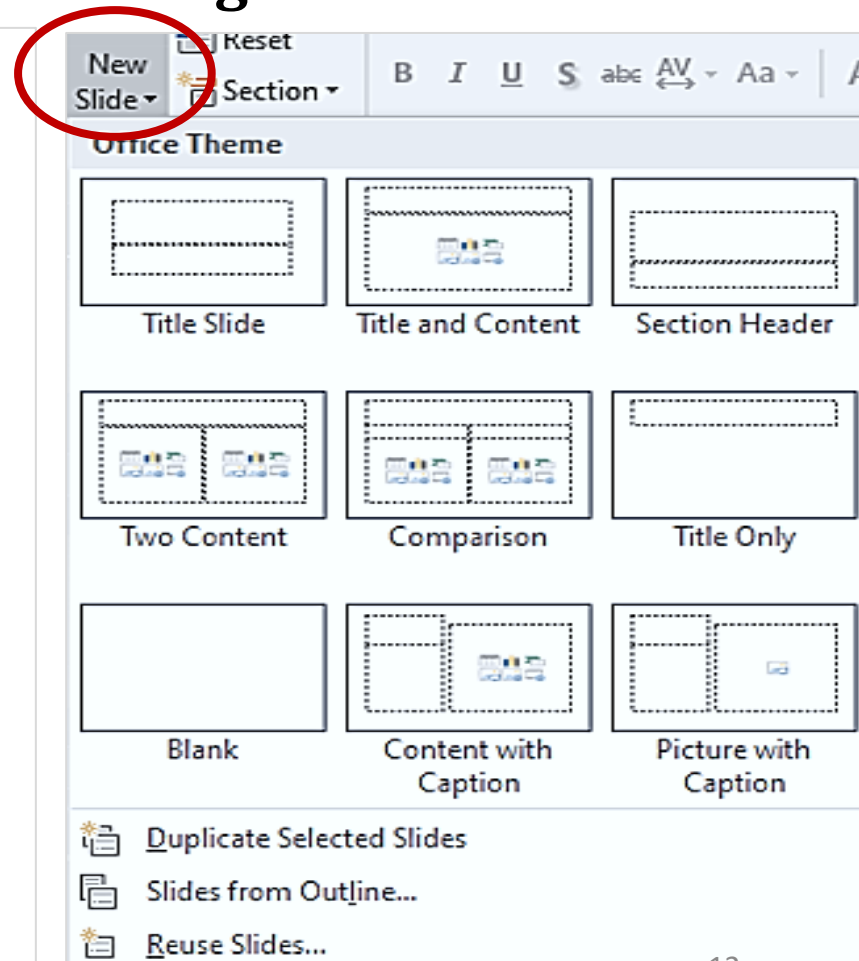 Reset
New
Slide
Section
B I U S abc AV Aa A
Office Theme
Title Slide
Title and Content
Section Header
Two Content
Comparison
Title Only
Blank
Content with
Caption
Picture with
Caption
Duplicate Selected Slides
Slides from Outline...
Reuse Slides...